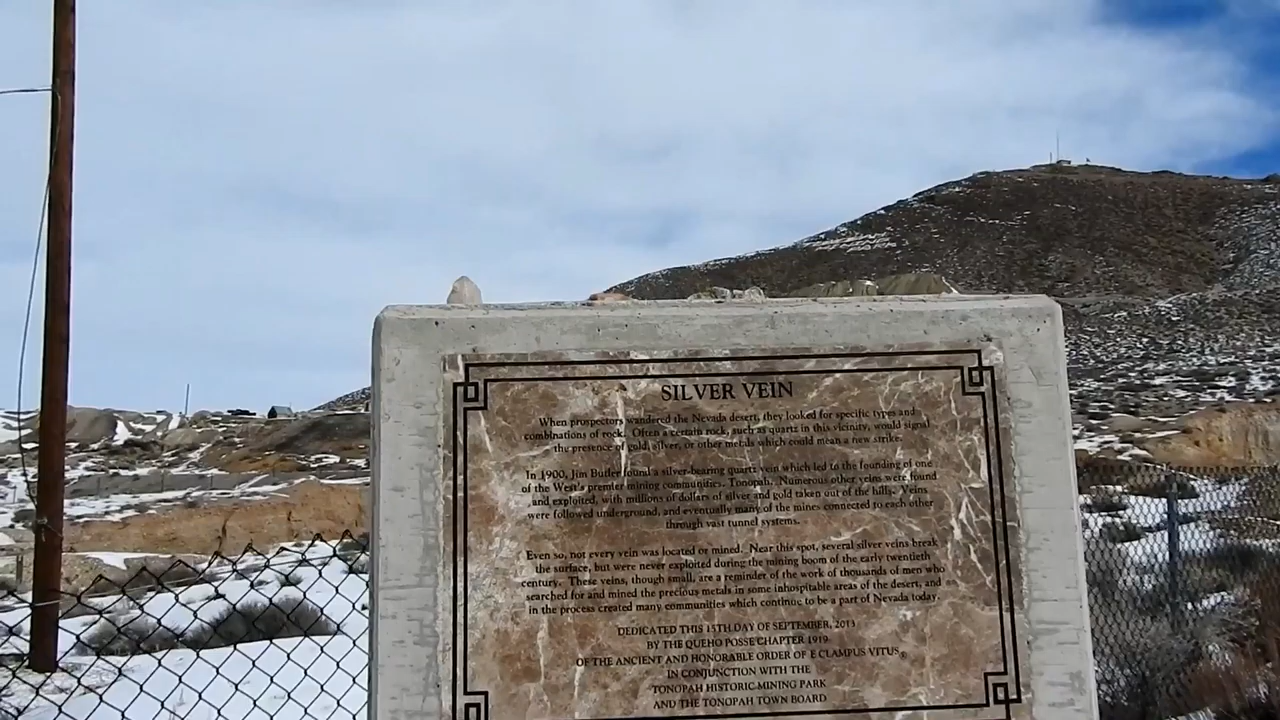 SILVER VEIN
When prospectors wandered the Nevada desert, they looked for specific types and
combinations of rock. Often a certain rock, such as quartz in this vicinity, would signal
the presence of gold, silver, or other metals which could mean a new strike.
In 1900, Jim Butler found a silver-bearing quartz vein which led to the founding of one
of the West's premier mining communities, Tonopah. Numerous other veins were found
and exploited, with millions of dollars of silver and gold taken out of the hills. Veins
were followed underground, and eventually many of the mines connected to each other
through vast tunnel systems.
Even so, not every vein was located or mined. Near this spot, several silver veins break
the surface, but were never exploited during the mining boom of the early twentieth
century. These veins, though small, are a reminder of the work of thousands of men who
searched for and mined the precious metals in some inhospitable areas of the desert, and
in the process created many communities which continue to be a part of Nevada today.
DEDICATED THIS 15TH DAY OF SEPTEMBER, 2013
BY THE QUEHO POSSE CHAPTER 1919
OF THE ANCIENT AND HONORABLE ORDER OF E CLAMPUS VITUS,
IN CONJUNCTION WITH THE
TONOPAH HISTORIC MINING PARK
AND THE TONOPAH TOWN BOARD